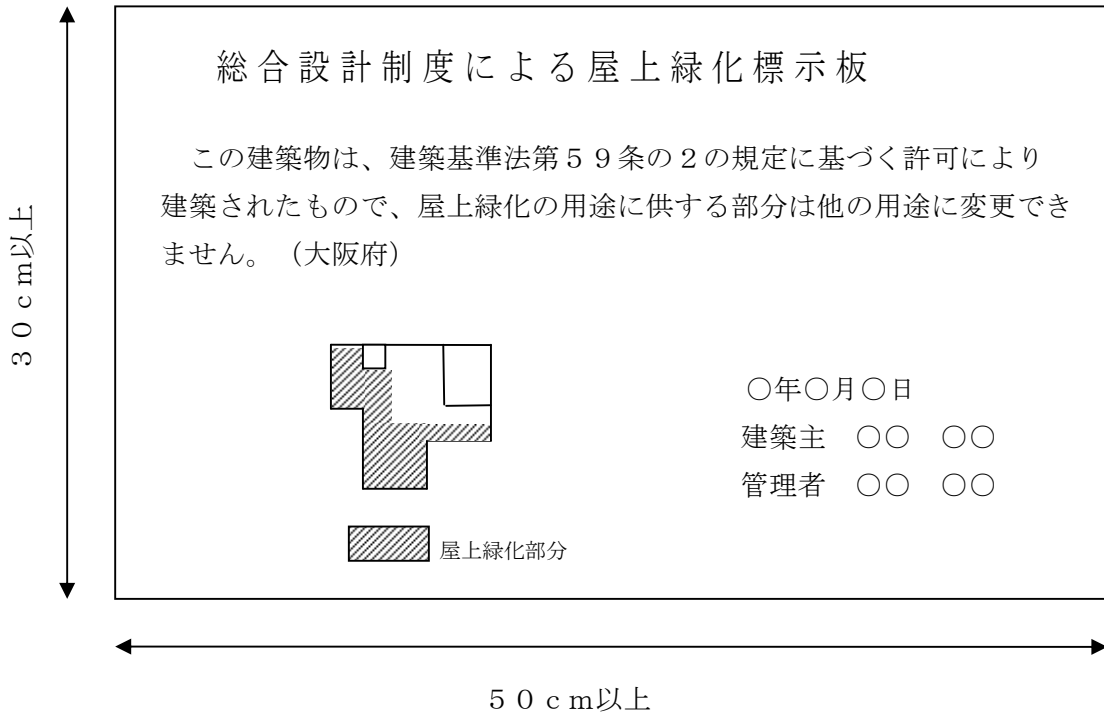 総合設計制度による屋上緑化標示板
この建築物は、建築基準法第５９条の２の規定に基づく許可により
建築されたもので、屋上緑化の用途に供する部分は他の用途に変更でき
ません。（大阪府）
３０ｃｍ以上
○年○月○日
建築主　○○　○○
管理者　○○　○○
屋上緑化部分
５０ｃｍ以上